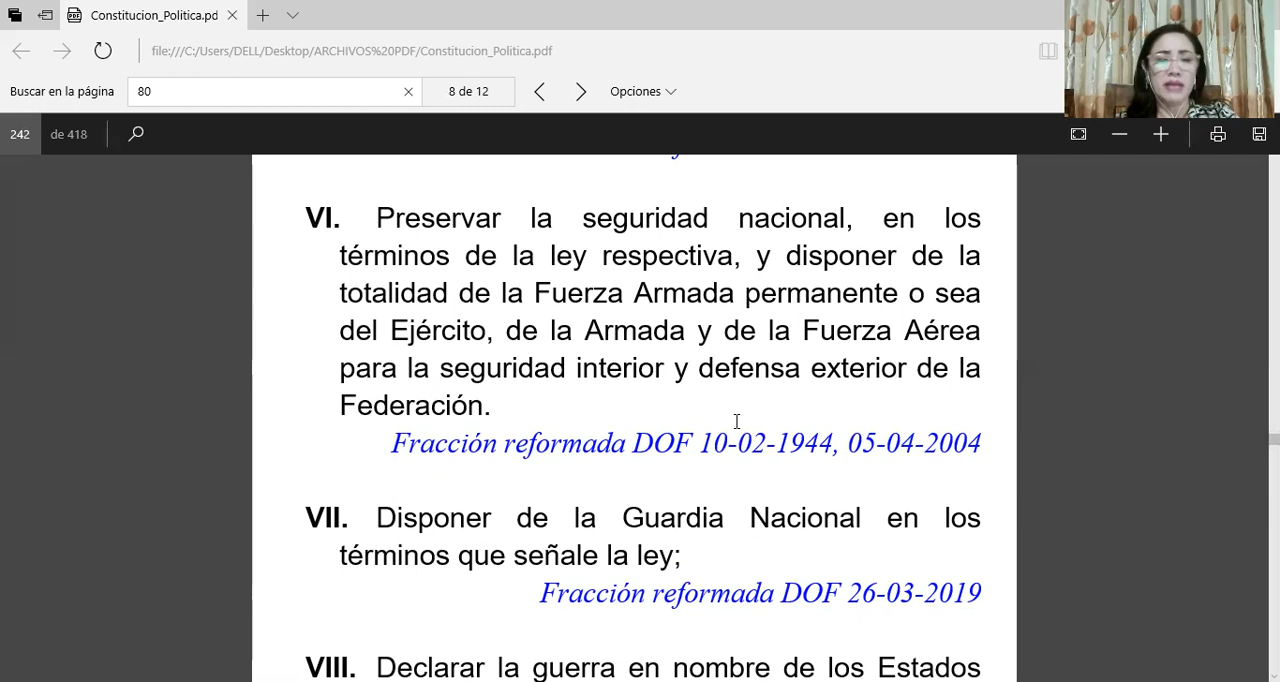 Constitucion_Politica.pd
file:///C:/Users/DELL/Desktop/ARCHIVOS%20PDF/Constitucion_Politica.pdf
Buscar en la página 80 8 de 12 Opciones
242 de 418
VI. Preservar la seguridad nacional, en los
términos de la ley respectiva, y disponer de la
totalidad de la Fuerza Armada permanente o sea
del Ejército, de la Armada y de la Fuerza Aérea
para la seguridad interior y defensa exterior de la
Federación.
Fracción reformada DOF 10-02-1944, 05-04-2004
VII. Disponer de la Guardia Nacional en los
términos que señale la ley;
Fracción reformada DOF 26-03-2019
VIII. Declarar la guerra en nombre de los Estados